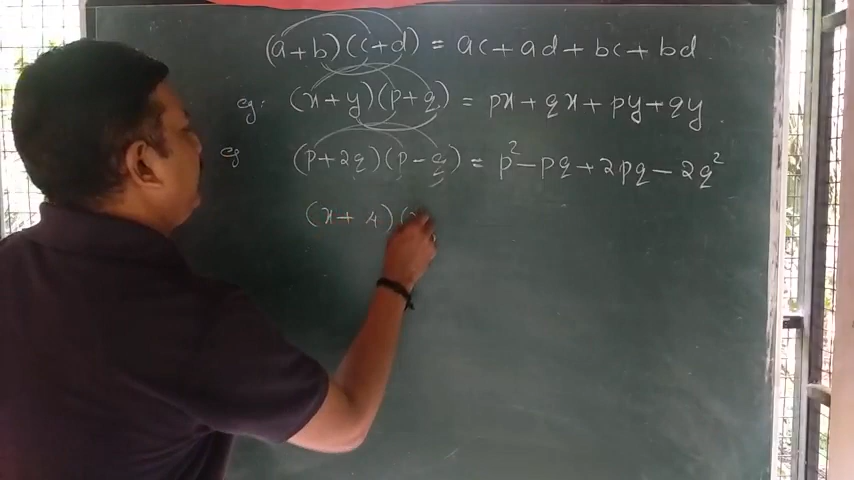 (a+b)(c+d) = ac+ad+bc+bd
eg: (x+y)(p+q) = px+qx+py+qy.
eg (p+2q)(p-q) = p²-pq+2pq-2q²
(x+4)(